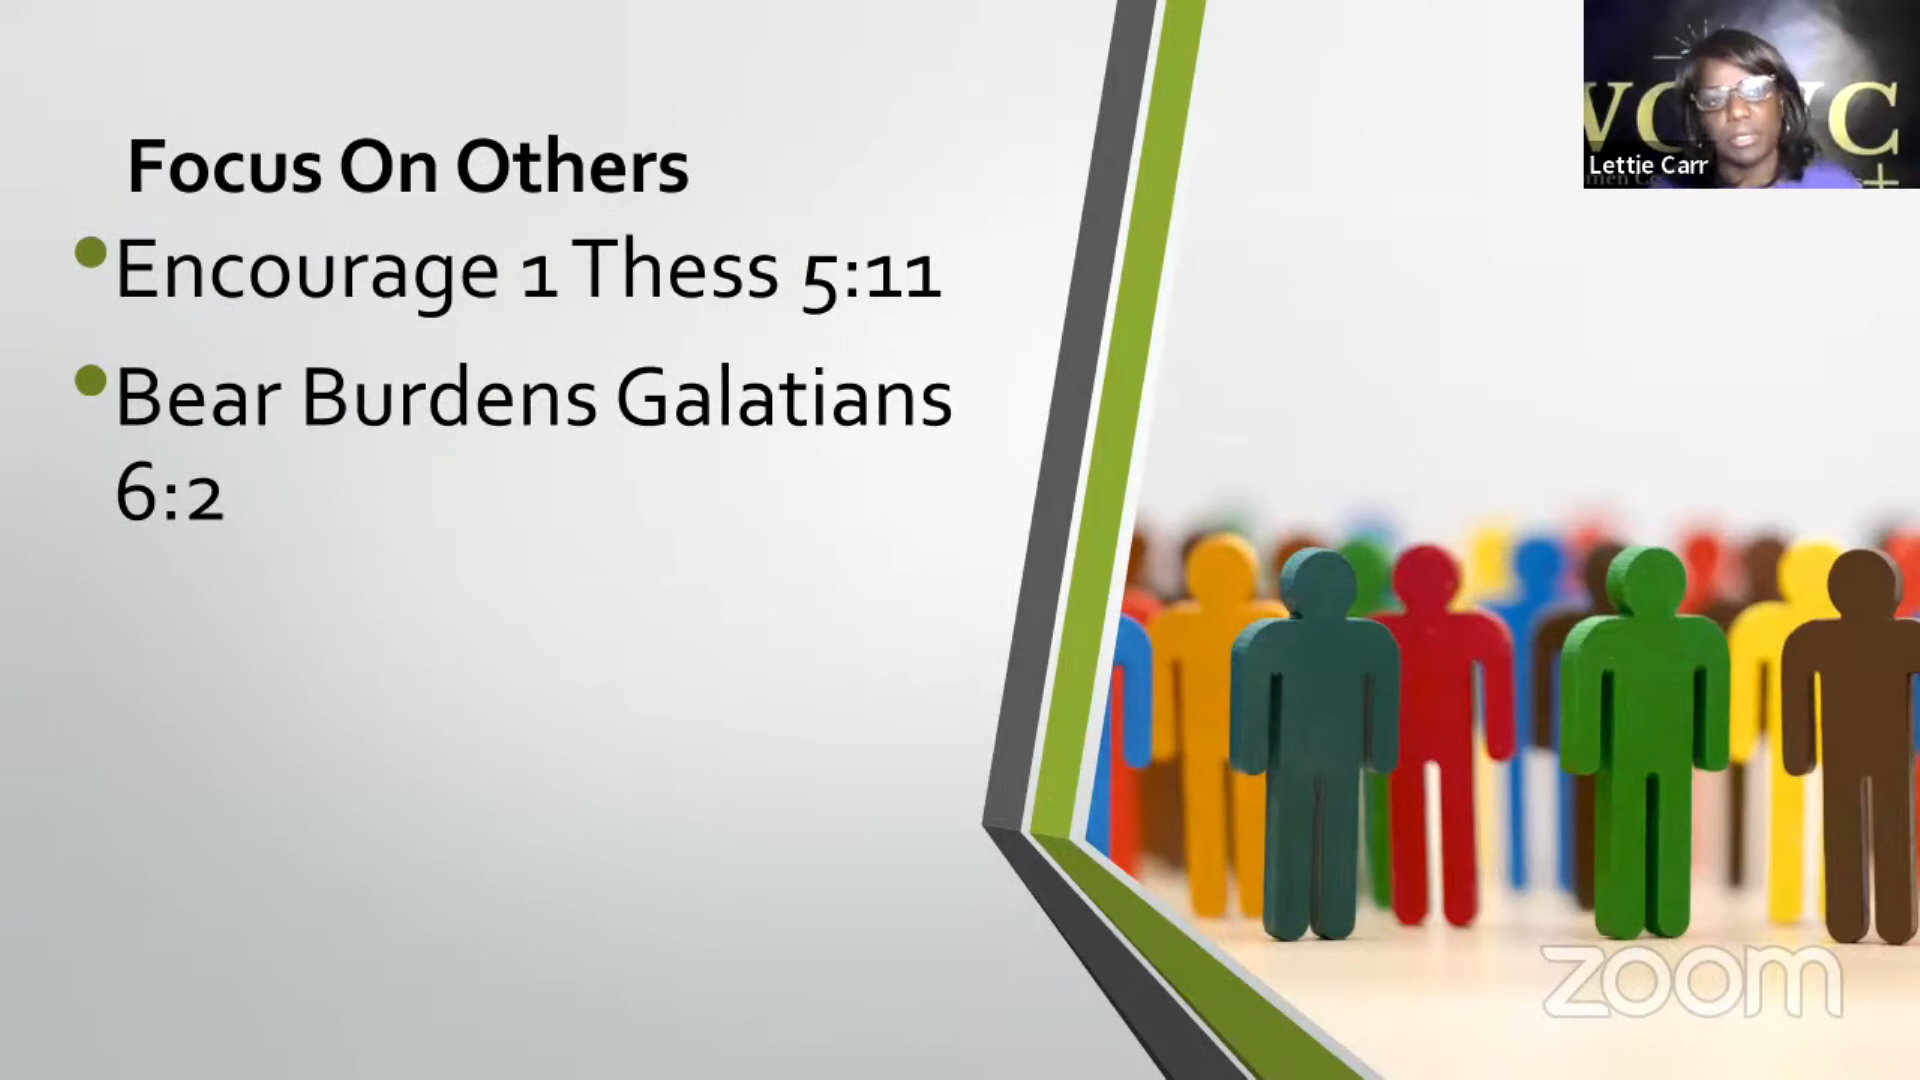 Focus On Others
Encourage 1 Thess 5:11
Bear Burdens Galatians
6:2
Lettie Carr
zoom